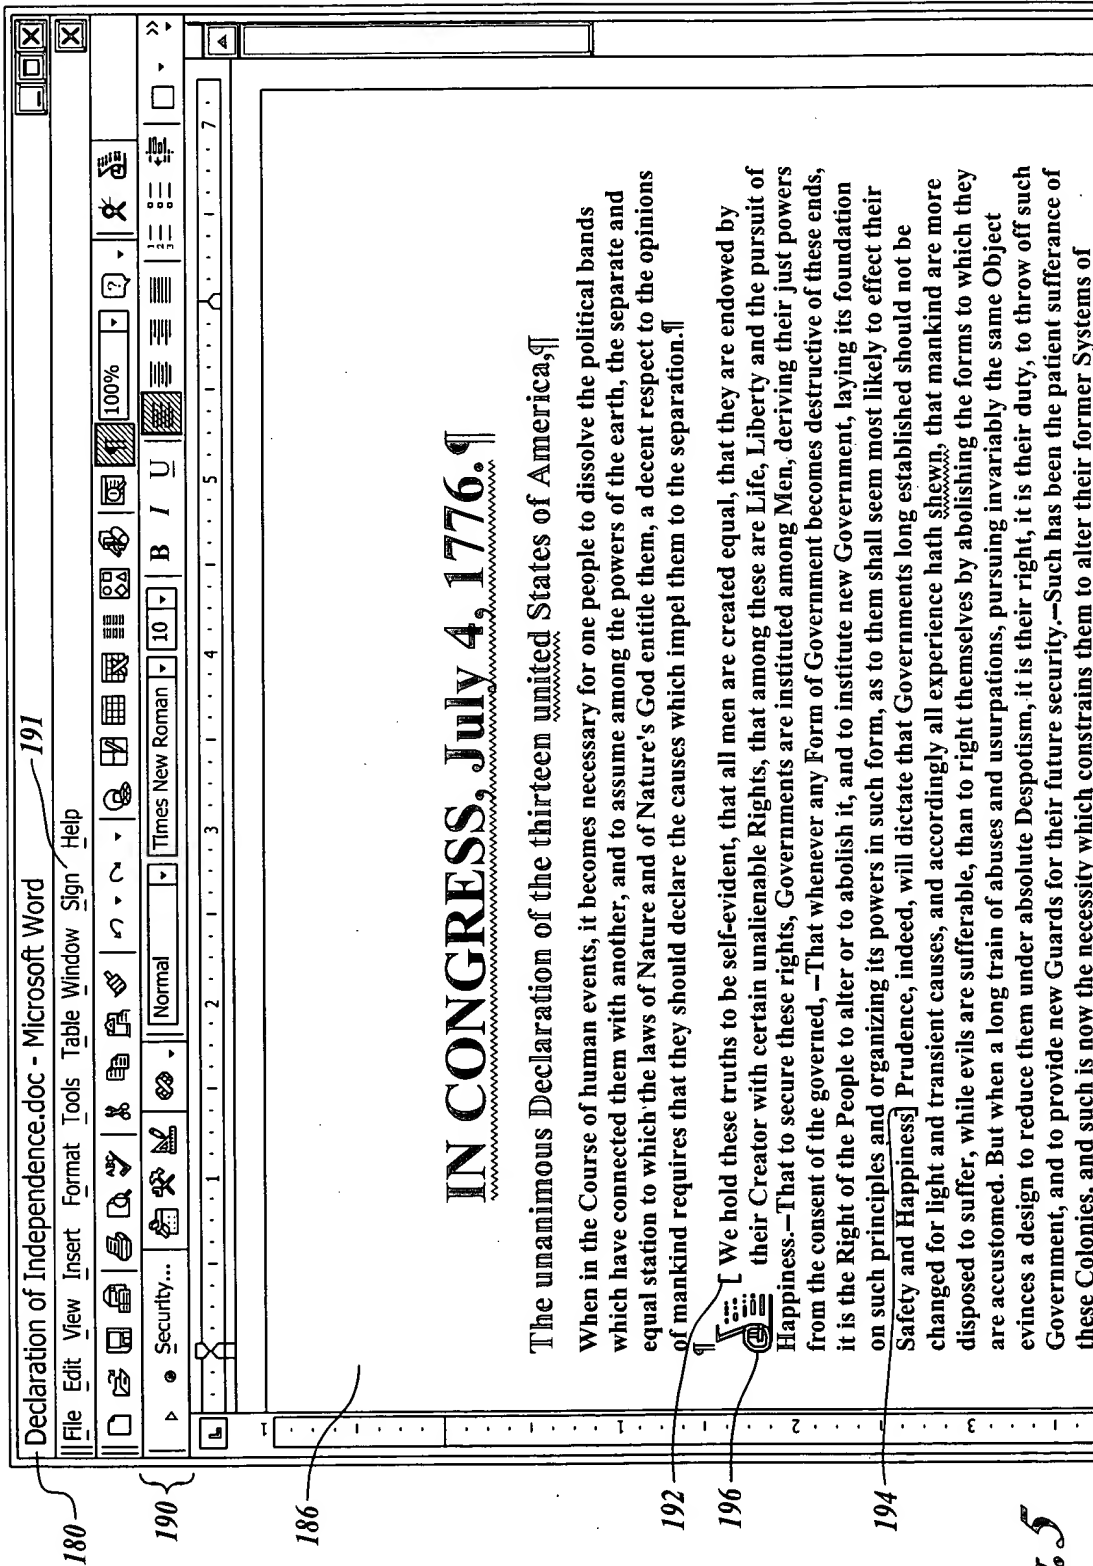 180
Declaration of Independence.doc - Microsoft Word
191
File Edit View Insert Format Tools Table Window Sign Help
100%
190
Security...
Normal
Times New Roman
10
B I U
1 2 3 4 5 7
186
IN CONGRESS, July 4, 1776.¶
The unanimous Declaration of the thirteen united States of America,¶
When in the Course of human events, it becomes necessary for one people to dissolve the political bands
which have connected them with another, and to assume among the powers of the earth, the separate and
equal station to which the laws of Nature and of Nature's God entitle them, a decent respect to the opinions
of mankind requires that they should declare the causes which impel them to the separation.¶
¶
192
[ We hold these truths to be self-evident, that all men are created equal, that they are endowed by
196
their Creator with certain unalienable Rights, that among these are Life, Liberty and the pursuit of
Happiness.—That to secure these rights, Governments are instituted among Men, deriving their just powers
from the consent of the governed, —That whenever any Form of Government becomes destructive of these ends,
it is the Right of the People to alter or to abolish it, and to institute new Government, laying its foundation
on such principles and organizing its powers in such form, as to them shall seem most likely to effect their
194
Safety and Happiness] Prudence, indeed, will dictate that Governments long established should not be
changed for light and transient causes, and accordingly all experience hath shewn, that mankind are more
disposed to suffer, while evils are sufferable, than to right themselves by abolishing the forms to which they
are accustomed. But when a long train of abuses and usurpations, pursuing invariably the same Object
evinces a design to reduce them under absolute Despotism, it is their right, it is their duty, to throw off such
Government, and to provide new Guards for their future security.—Such has been the patient sufferance of
these Colonies, and such is now the necessity which constrains them to alter their former Systems of
1
1
2
3
5